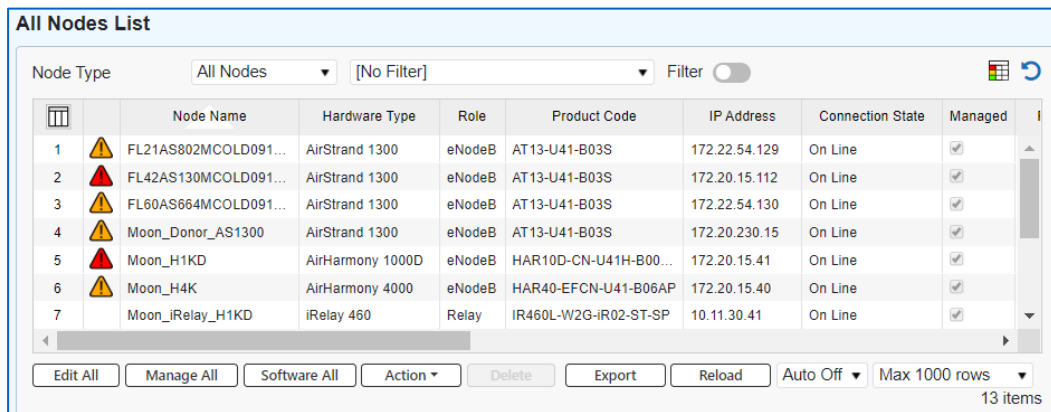 All Nodes List
Node Type All Nodes [No Filter] Filter
Node Name Hardware Type Role Product Code IP Address Connection State Managed
1 FL21AS802MCOLD091... AirStrand 1300 eNodeB AT13-U41-B03S 172.22.54.129 On Line
2 FL42AS130MCOLD091... AirStrand 1300 eNodeB AT13-U41-B03S 172.20.15.112 On Line
3 FL60AS664MCOLD091... AirStrand 1300 eNodeB AT13-U41-B03S 172.22.54.130 On Line
4 Moon_Donor_AS1300 AirStrand 1300 eNodeB AT13-U41-B03S 172.20.230.15 On Line
5 Moon_H1KD AirHarmony 1000D eNodeB HAR10D-CN-U41H-B00... 172.20.15.41 On Line
6 Moon_H4K AirHarmony 4000 eNodeB HAR40-EFCN-U41-B06AP 172.20.15.40 On Line
7 Moon_iRelay_H1KD iRelay 460 Relay IR460L-W2G-iR02-ST-SP 10.11.30.41 On Line
Edit All Manage All Software All Action Delete Export Reload Auto Off Max 1000 rows
13 items